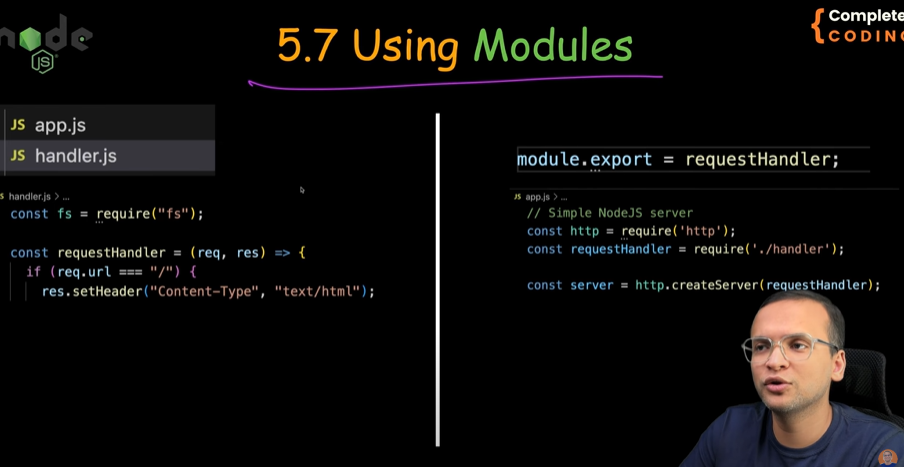 node
JS
5.7 Using Modules
Complete
CODING
JS app.js
JS handler.js
handler.js > ...
const fs = require("fs");
const requestHandler = (req, res) => {
if (req.url === "/") {
res.setHeader("Content-Type", "text/html");
module.export = requestHandler;
JS app.js > ...
// Simple NodeJS server
const http = require('http');
const requestHandler = require('./handler');
const server = http.createServer(requestHandler);